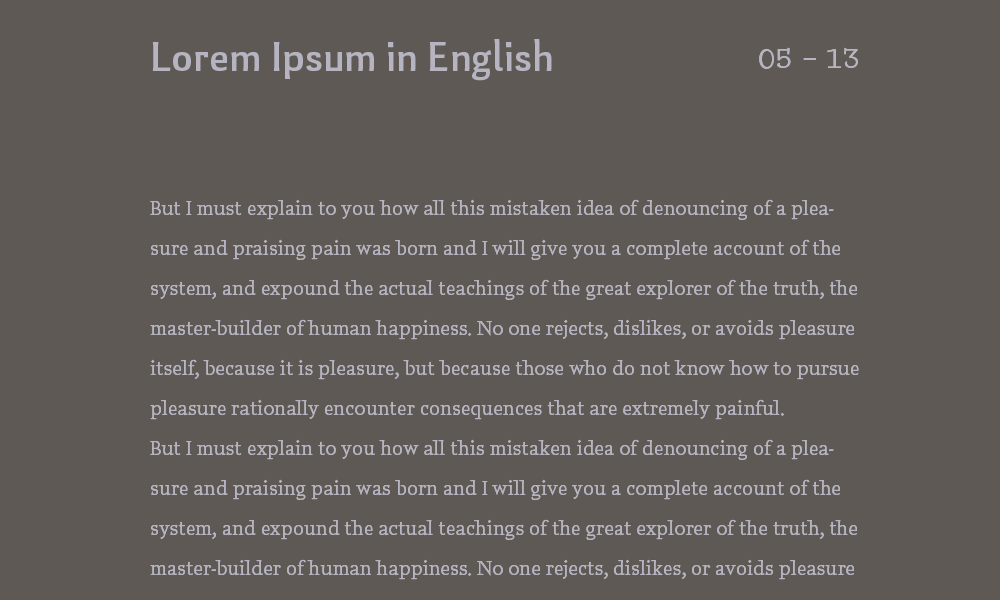 Lorem Ipsum in English
05 – 13
But I must explain to you how all this mistaken idea of denouncing of a plea-
sure and praising pain was born and I will give you a complete account of the
system, and expound the actual teachings of the great explorer of the truth, the
master-builder of human happiness. No one rejects, dislikes, or avoids pleasure
itself, because it is pleasure, but because those who do not know how to pursue
pleasure rationally encounter consequences that are extremely painful.
But I must explain to you how all this mistaken idea of denouncing of a plea-
sure and praising pain was born and I will give you a complete account of the
system, and expound the actual teachings of the great explorer of the truth, the
master-builder of human happiness. No one rejects, dislikes, or avoids pleasure